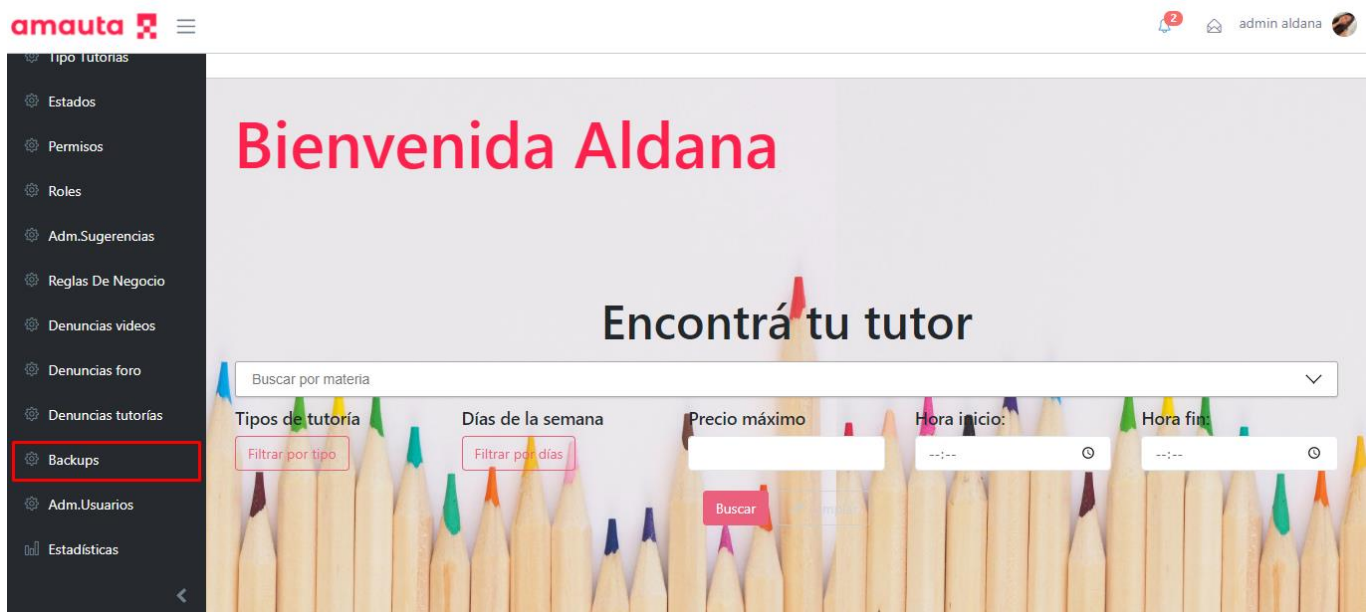 amauta
2
admin aldana
Tipo Tutorías
Estados
Permisos
Roles
Adm.Sugerencias
Reglas De Negocio
Denuncias videos
Denuncias foro
Denuncias tutorías
Backups
Adm.Usuarios
Estadísticas
Bienvenida Aldana
Encontrá tu tutor
Buscar por materia
Tipos de tutoría
Días de la semana
Precio máximo
Hora inicio:
Hora fin:
Filtrar por tipo
Filtrar por días
--:--
--:--
Buscar